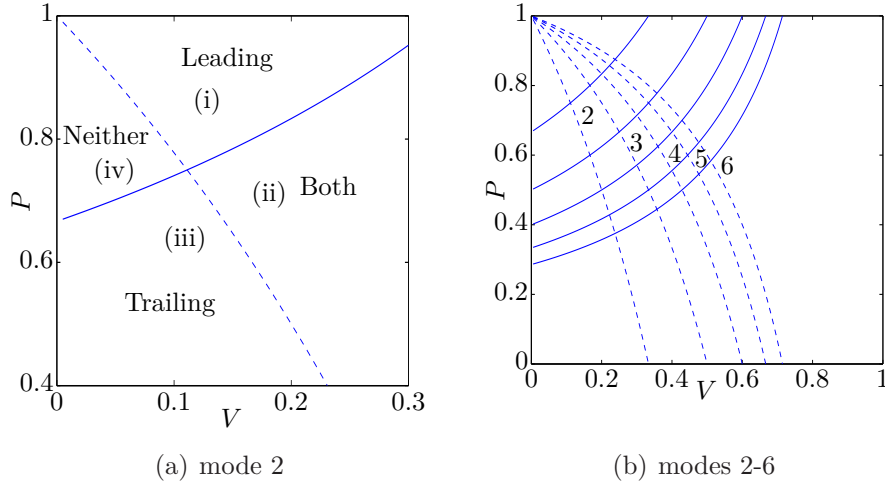 1
0.8
0.6
0.4
P
0
0.1
0.2
0.3
V
Leading
(i)
Neither
(iv)
(ii) Both
(iii)
Trailing
(a) mode 2
1
0.8
0.6
0.4
0.2
0
P
0
0.2
0.4
0.6
0.8
1
V
2
3
4
5
6
(b) modes 2-6